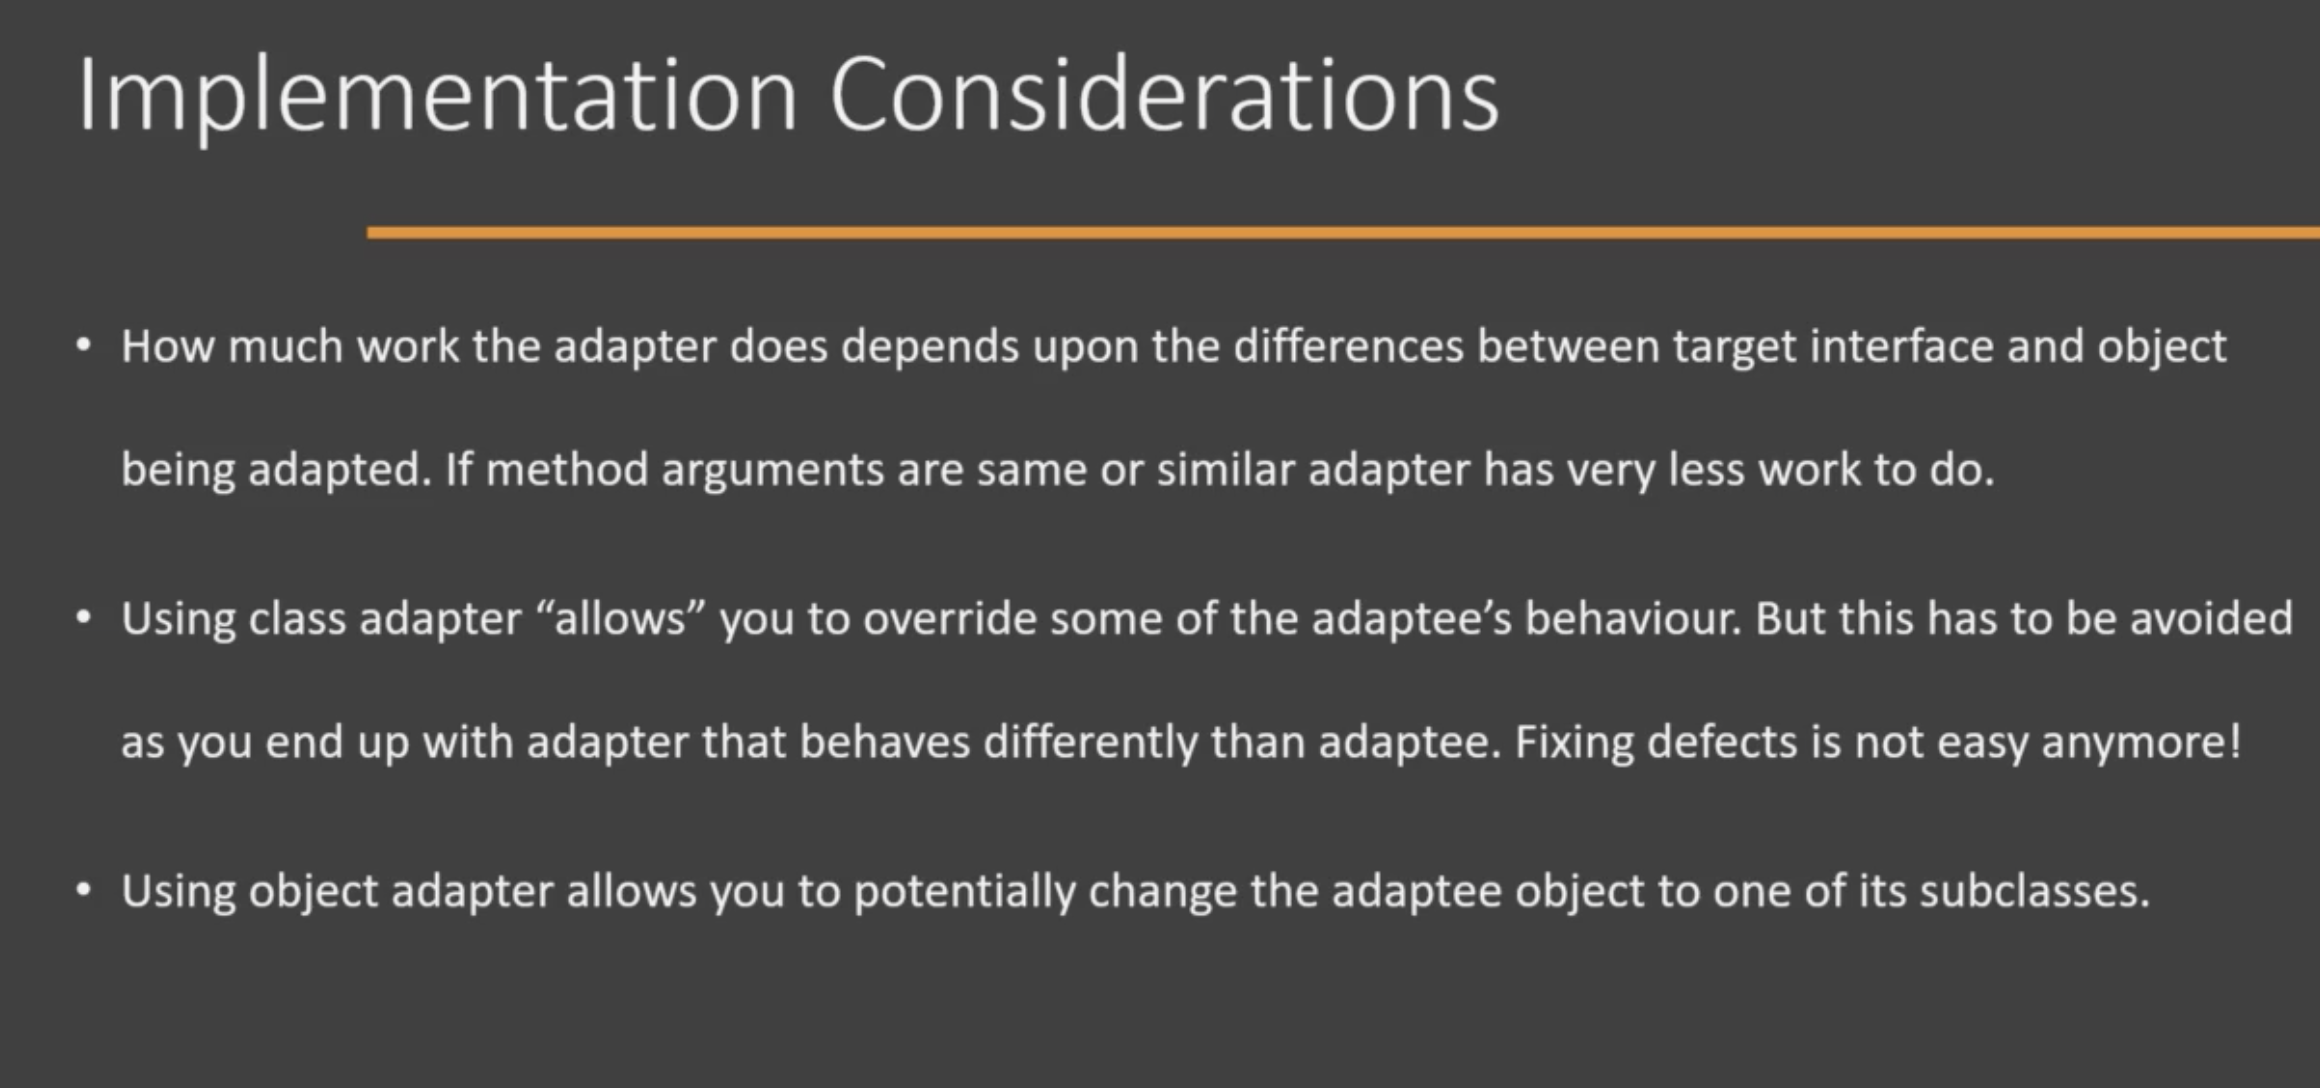 Implementation Considerations
• How much work the adapter does depends upon the differences between target interface and object
being adapted. If method arguments are same or similar adapter has very less work to do.
• Using class adapter “allows” you to override some of the adaptee’s behaviour. But this has to be avoided
as you end up with adapter that behaves differently than adaptee. Fixing defects is not easy anymore!
• Using object adapter allows you to potentially change the adaptee object to one of its subclasses.